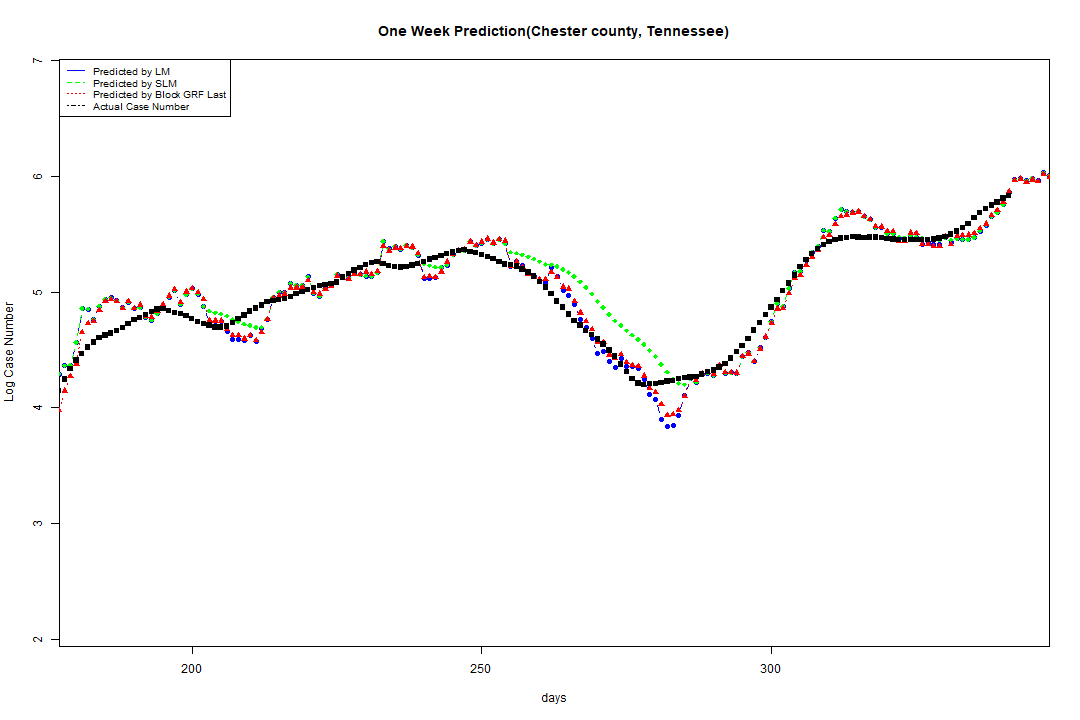 One Week Prediction(Chester county, Tennessee)
Predicted by LM
Predicted by SLM
Predicted by Block GRF Last
Actual Case Number
7
6
5
4
3
2
Log Case Number
200
250
300
days